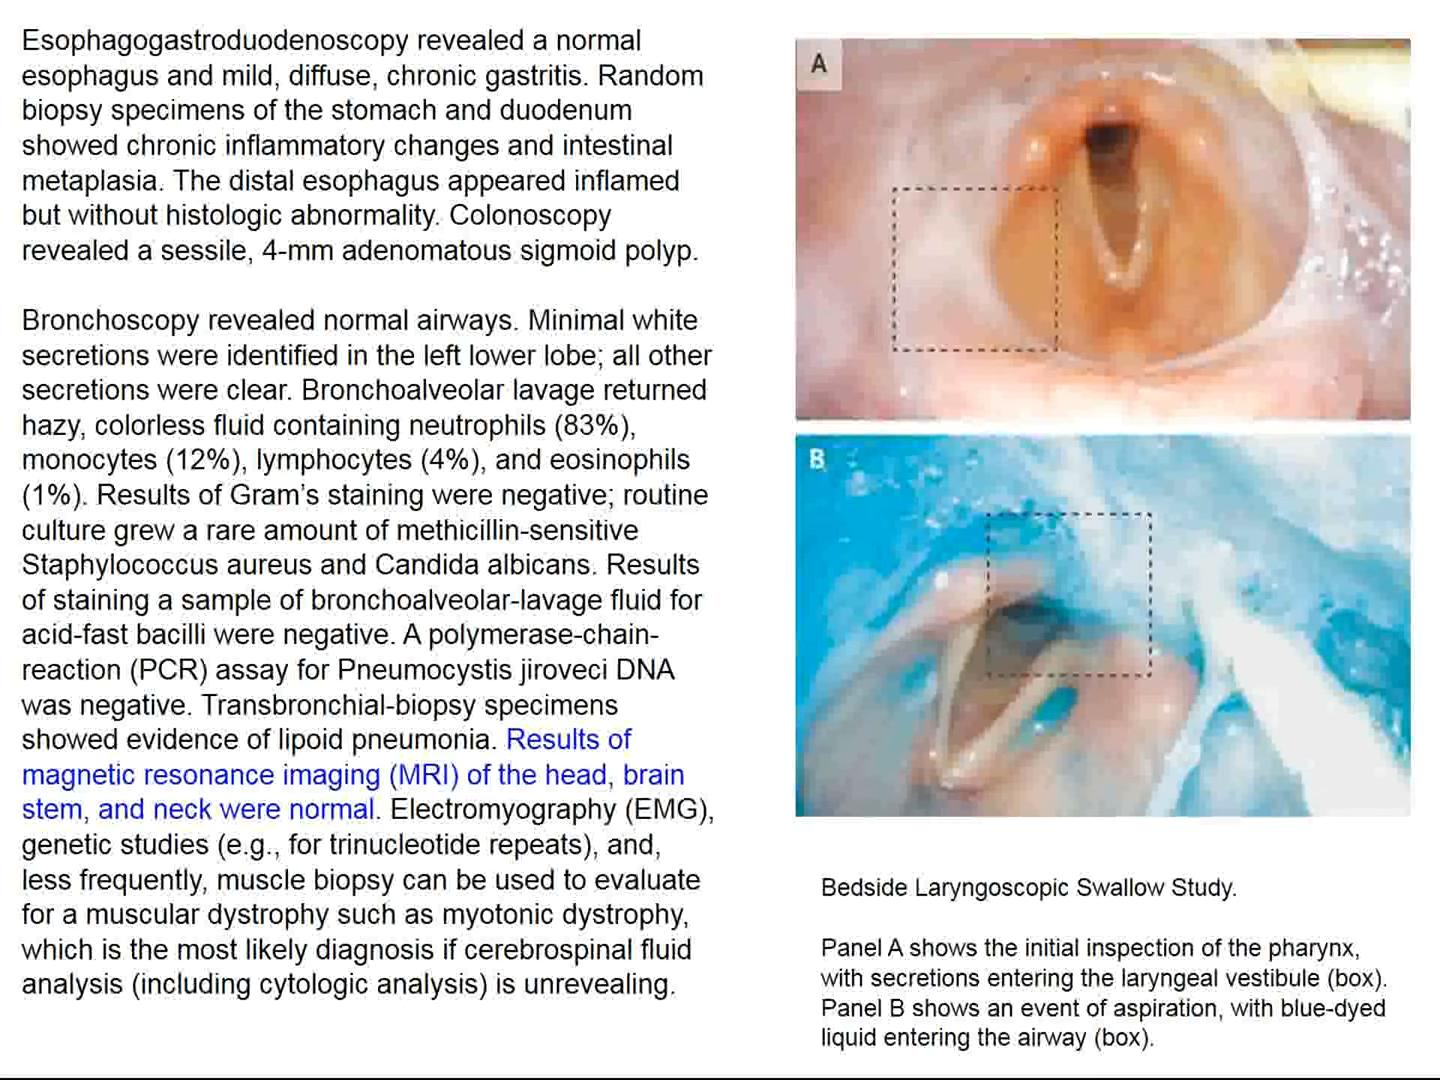 Esophagogastroduodenoscopy revealed a normal
esophagus and mild, diffuse, chronic gastritis. Random
biopsy specimens of the stomach and duodenum
showed chronic inflammatory changes and intestinal
metaplasia. The distal esophagus appeared inflamed
but without histologic abnormality. Colonoscopy
revealed a sessile, 4-mm adenomatous sigmoid polyp.
Bronchoscopy revealed normal airways. Minimal white
secretions were identified in the left lower lobe; all other
secretions were clear. Bronchoalveolar lavage returned
hazy, colorless fluid containing neutrophils (83%),
monocytes (12%), lymphocytes (4%), and eosinophils
(1%). Results of Gram's staining were negative; routine
culture grew a rare amount of methicillin-sensitive
Staphylococcus aureus and Candida albicans. Results
of staining a sample of bronchoalveolar-lavage fluid for
acid-fast bacilli were negative. A polymerase-chain-
reaction (PCR) assay for Pneumocystis jiroveci DNA
was negative. Transbronchial-biopsy specimens
showed evidence of lipoid pneumonia. Results of
magnetic resonance imaging (MRI) of the head, brain
stem, and neck were normal. Electromyography (EMG),
genetic studies (e.g., for trinucleotide repeats), and,
less frequently, muscle biopsy can be used to evaluate
for a muscular dystrophy such as myotonic dystrophy,
which is the most likely diagnosis if cerebrospinal fluid
analysis (including cytologic analysis) is unrevealing.
A
B
Bedside Laryngoscopic Swallow Study.
Panel A shows the initial inspection of the pharynx,
with secretions entering the laryngeal vestibule (box).
Panel B shows an event of aspiration, with blue-dyed
liquid entering the airway (box).